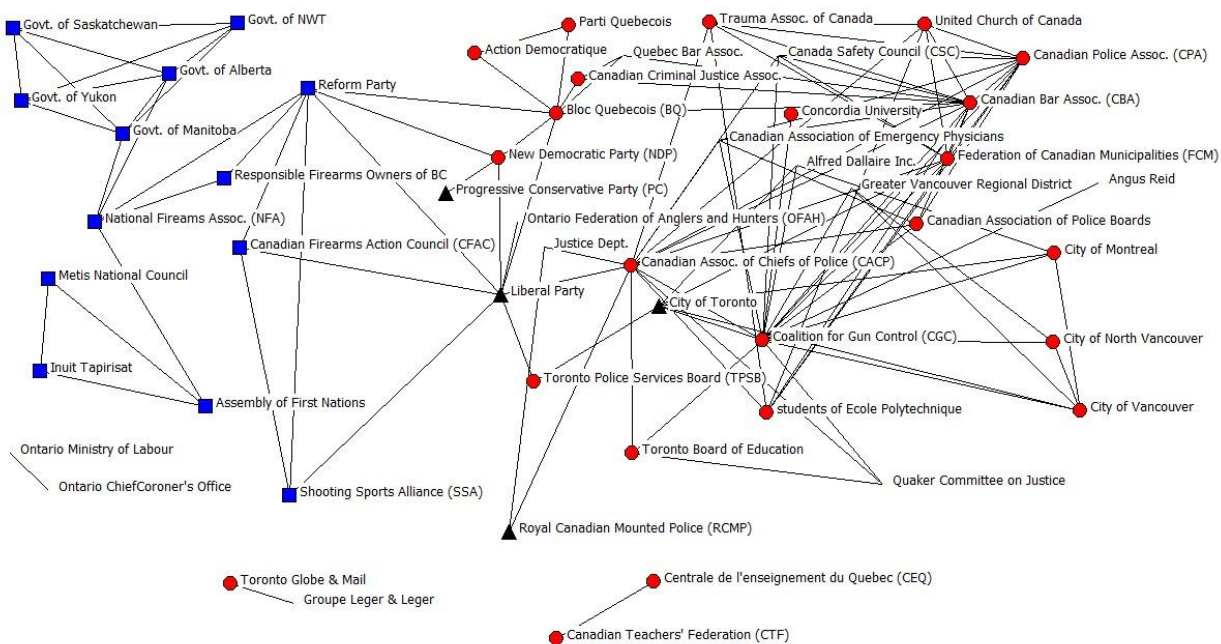 Govt. of Saskatchewan
Govt. of NWT
Parti Quebecois
Trauma Assoc. of Canada
United Church of Canada
Action Democratique
Quebec Bar Assoc.
Canada Safety Council (CSC)
Canadian Police Assoc. (CPA)
Govt. of Alberta
Canadian Criminal Justice Assoc.
Reform Party
Govt. of Yukon
Bloc Quebecois (BQ)
Concordia University
Canadian Bar Assoc. (CBA)
Govt. of Manitoba
Canadian Association of Emergency Physicians
New Democratic Party (NDP)
Alfred Dallaire Inc.
Federation of Canadian Municipalities (FCM)
Responsible Firearms Owners of BC
Progressive Conservative Party (PC)
Greater Vancouver Regional District
Angus Reid
National Fireams Assoc. (NFA)
Ontario Federation of Anglers and Hunters (OFAH)
Canadian Association of Police Boards
Canadian Firearms Action Council (CFAC)
Justice Dept.
City of Montreal
Canadian Assoc. of Chiefs of Police (CACP)
Metis National Council
Liberal Party
City of Toronto
Coalition for Gun Control (CGC)
City of North Vancouver
Inuit Tapirisat
Toronto Police Services Board (TPSB)
Assembly of First Nations
students of Ecole Polytechnique
City of Vancouver
Ontario Ministry of Labour
Toronto Board of Education
Ontario ChiefCoroner's Office
Quaker Committee on Justice
Shooting Sports Alliance (SSA)
Royal Canadian Mounted Police (RCMP)
Toronto Globe & Mail
Centrale de l'enseignement du Quebec (CEQ)
Groupe Leger & Leger
Canadian Teachers' Federation (CTF)